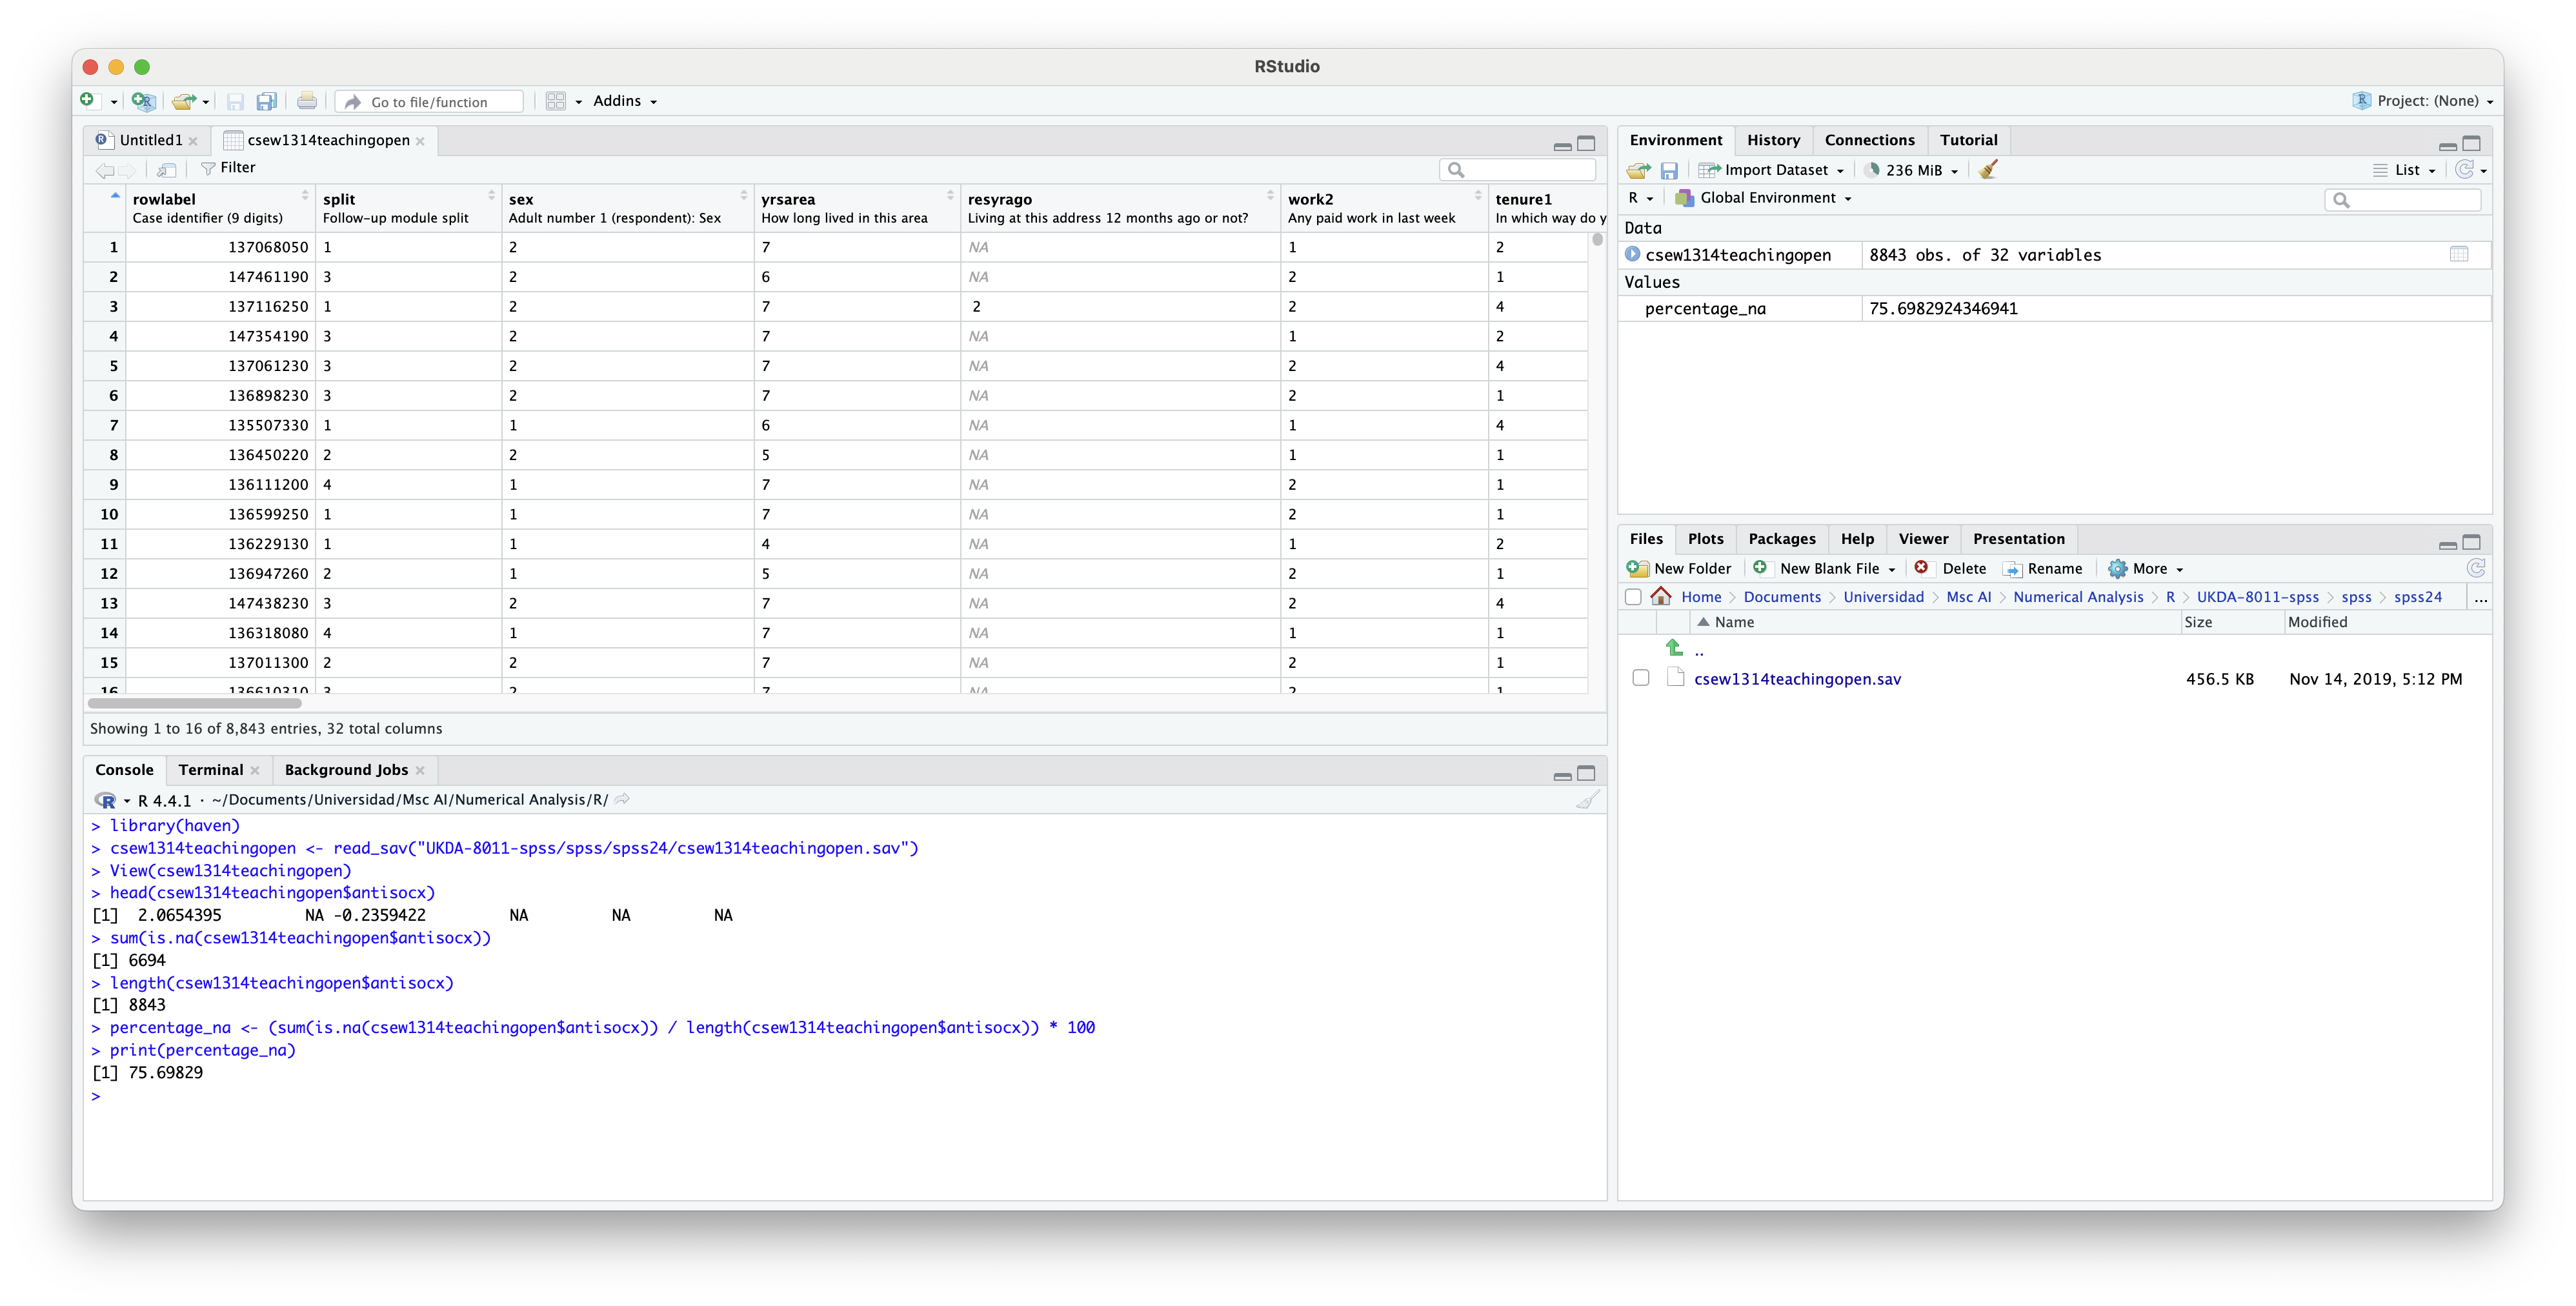 RStudio
Go to file/function
Addins
Project: (None)
Untitled1
csew1314teachingopen
Filter
rowlabel split sex yrsarea resyrago work2 tenure1
Case identifier (9 digits) Follow-up module split Adult number 1 (respondent): Sex How long lived in this area Living at this address 12 months ago or not? Any paid work in last week In which way do y
1 137068050 1 2 7 NA 1 2
2 147461190 3 2 6 NA 2 1
3 137116250 1 2 7 2 2 4
4 147354190 3 2 7 NA 1 2
5 137061230 3 2 7 NA 2 4
6 136898230 3 2 7 NA 2 1
7 135507330 1 1 6 NA 1 4
8 136450220 2 2 5 NA 1 1
9 136111200 4 1 7 NA 2 1
10 136599250 1 1 7 NA 2 1
11 136229130 1 1 4 NA 1 2
12 136947260 2 1 5 NA 2 1
13 147438230 3 2 7 NA 2 4
14 136318080 4 1 7 NA 1 1
15 137011300 2 2 7 NA 2 1
16 136610310 3 2 7 NA 2 1
Showing 1 to 16 of 8,843 entries, 32 total columns
Console Terminal Background Jobs
R 4.4.1 · ~/Documents/Universidad/Msc AI/Numerical Analysis/R/
> library(haven)
> csew1314teachingopen <- read_sav("UKDA-8011-spss/spss/spss24/csew1314teachingopen.sav")
> View(csew1314teachingopen)
> head(csew1314teachingopen$antisocx)
[1] 2.0654395 NA -0.2359422 NA NA NA
> sum(is.na(csew1314teachingopen$antisocx))
[1] 6694
> length(csew1314teachingopen$antisocx)
[1] 8843
> percentage_na <- (sum(is.na(csew1314teachingopen$antisocx)) / length(csew1314teachingopen$antisocx)) * 100
> print(percentage_na)
[1] 75.69829
>
Environment History Connections Tutorial
Import Dataset 236 MiB List
R Global Environment
Data
csew1314teachingopen 8843 obs. of 32 variables
Values
percentage_na 75.6982924346941
Files Plots Packages Help Viewer Presentation
New Folder New Blank File Delete Rename More
Home > Documents > Universidad > Msc AI > Numerical Analysis > R > UKDA-8011-spss > spss > spss24 ...
Name Size Modified
..
csew1314teachingopen.sav 456.5 KB Nov 14, 2019, 5:12 PM